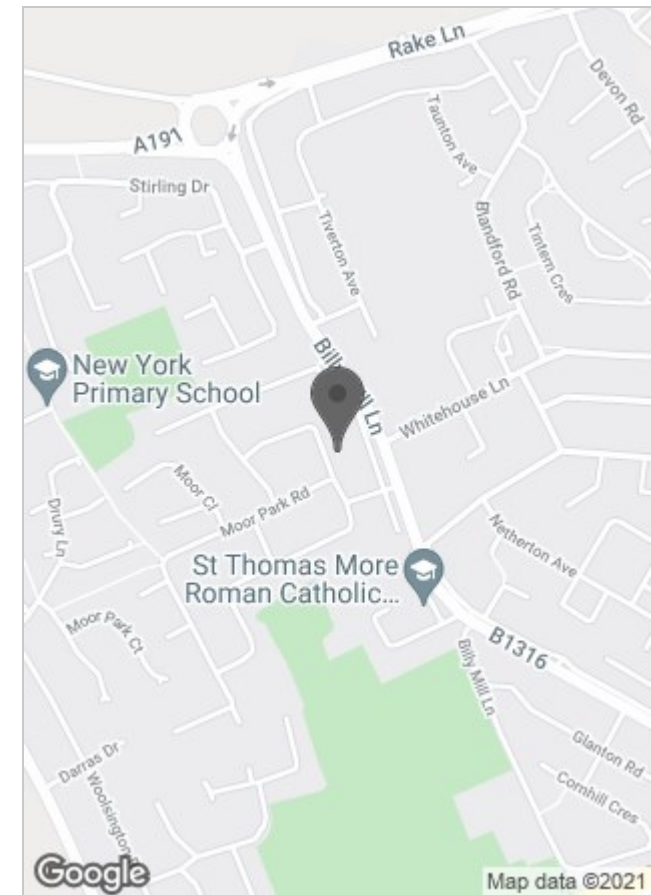 Rake Ln
Devon Rd
Taunton Ave
A191
Stirling Dr
Blandford Rd
Tintern Cres
Tiverton Ave
New York
Primary School
Whitehouse Ln
Moor Cl
Moor Park Rd
Drury Ln
Netherton Ave
St Thomas More
Roman Catholic...
Moor Park Ct
B1316
Billy Mill Ln
Glanton Rd
Darras Dr
Cornhill Cres
Google
Map data ©2021